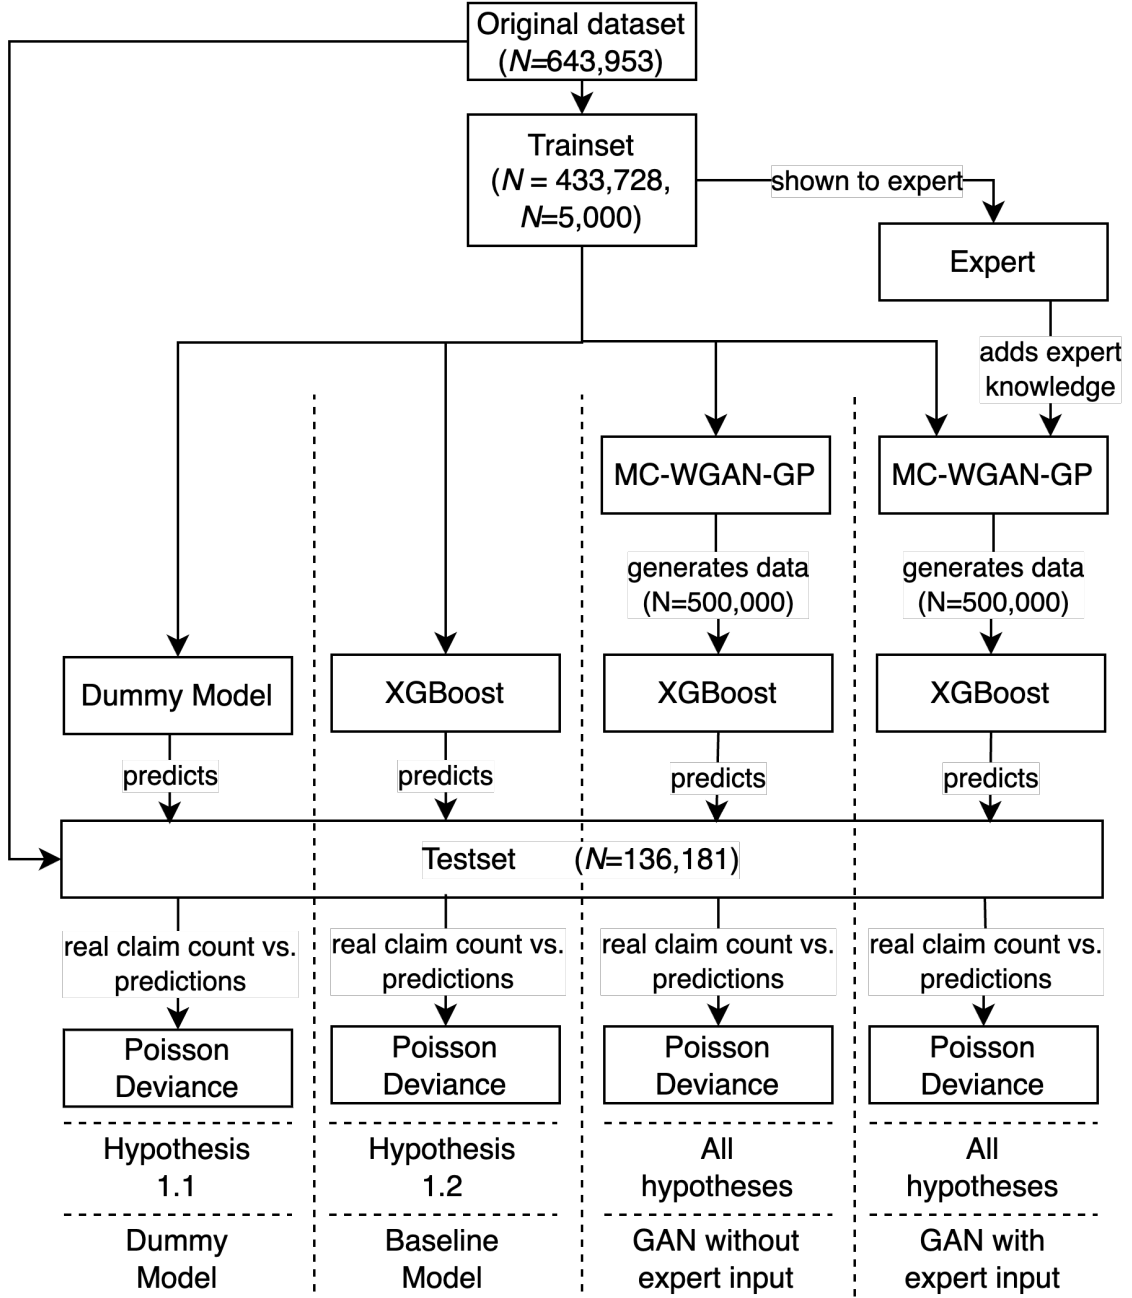 Original dataset
(N=643,953)
Trainset
(N = 433,728,
N=5,000)
shown to expert
Expert
adds expert
knowledge
MC-WGAN-GP
MC-WGAN-GP
generates data
(N=500,000)
generates data
(N=500,000)
Dummy Model
XGBoost
XGBoost
XGBoost
predicts
predicts
predicts
predicts
Testset (N=136,181)
real claim count vs.
predictions
real claim count vs.
predictions
real claim count vs.
predictions
real claim count vs.
predictions
Poisson
Deviance
Poisson
Deviance
Poisson
Deviance
Poisson
Deviance
Hypothesis
1.1
Hypothesis
1.2
All
hypotheses
All
hypotheses
Dummy
Model
Baseline
Model
GAN without
expert input
GAN with
expert input